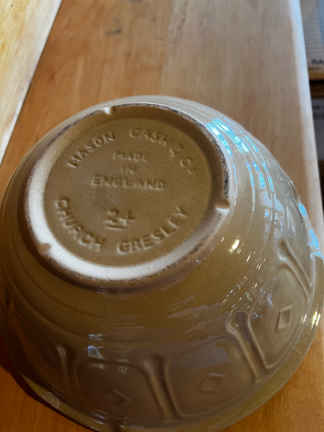 MASON CASH & Co
MADE
IN
ENGLAND
24
CHURCH GRESLEY